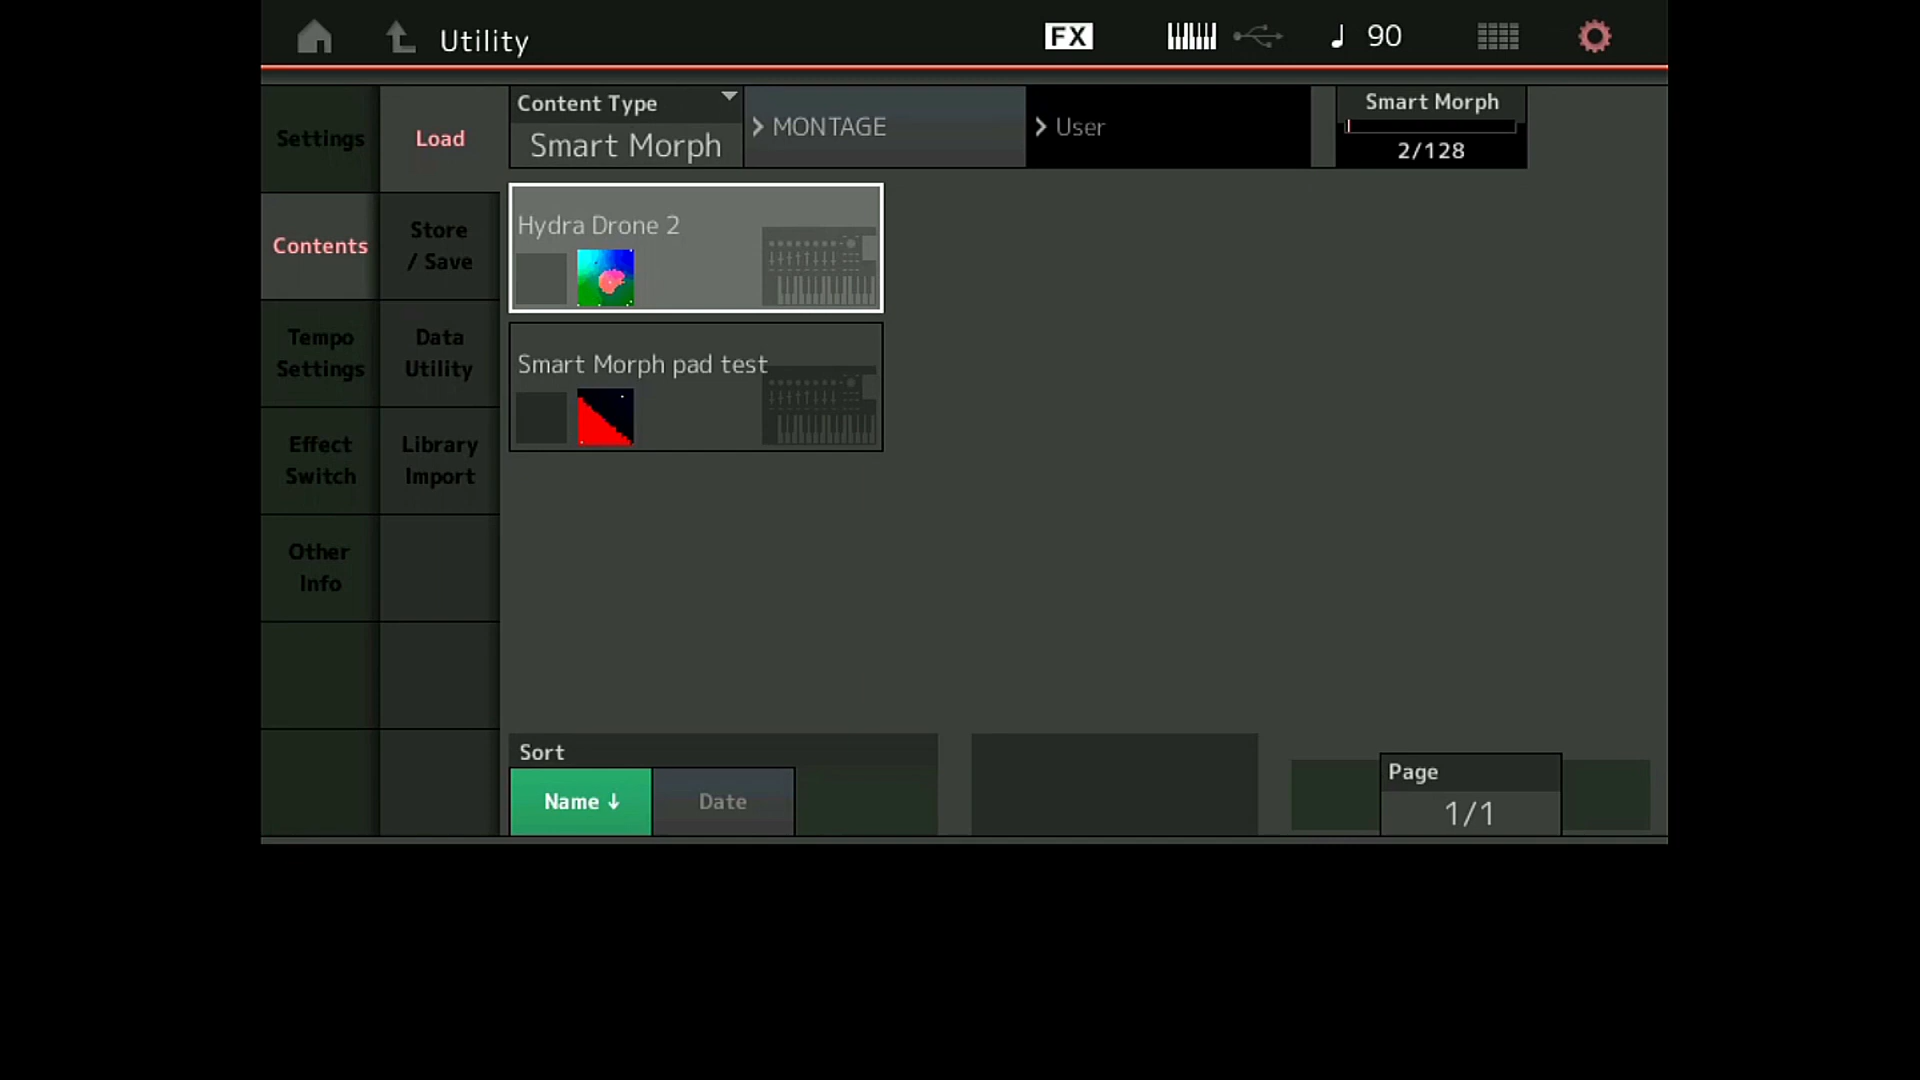 Utility
FX
90
Settings
Load
Content Type
Smart Morph
MONTAGE
User
Smart Morph
2/128
Contents
Store
/ Save
Hydra Drone 2
Tempo
Settings
Data
Utility
Smart Morph pad test
Effect
Switch
Library
Import
Other
Info
Sort
Name ↓
Date
Page
1/1